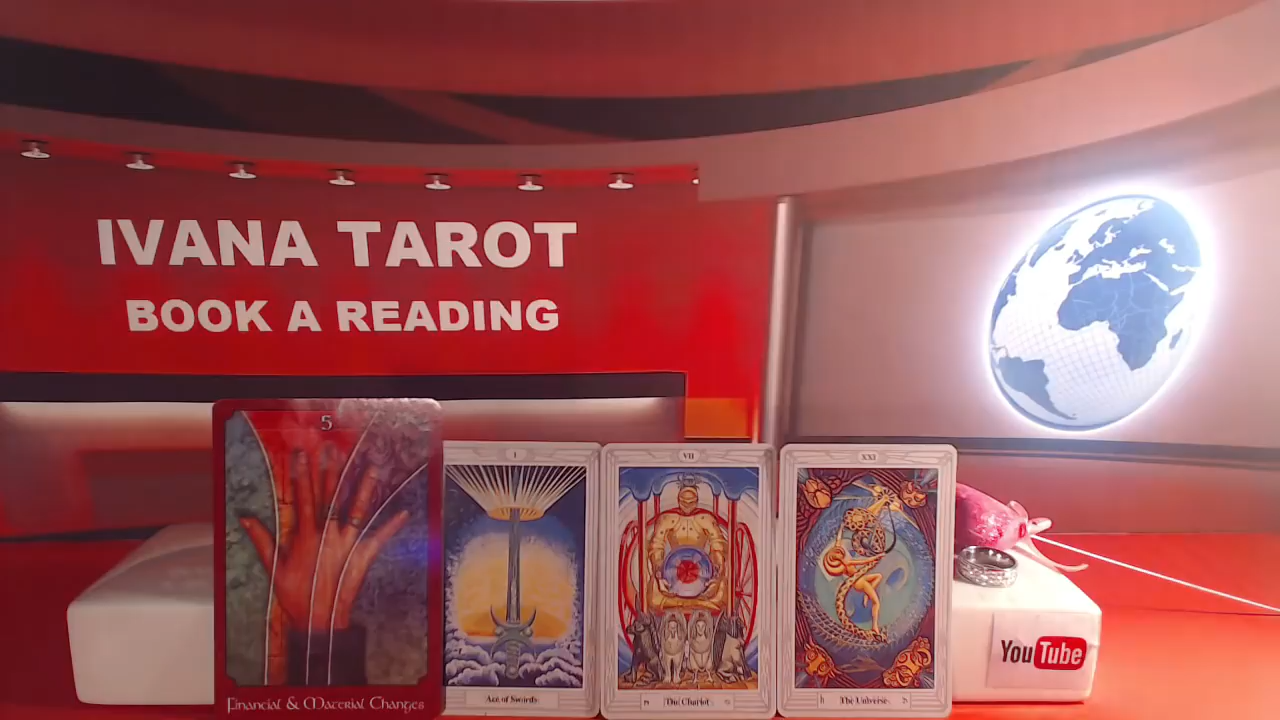 IVANA TAROT
BOOK A READING
5
Financial & Material Changes
I
Ace of Swords
VII
The Chariot
XXI
The Universe
YouTube